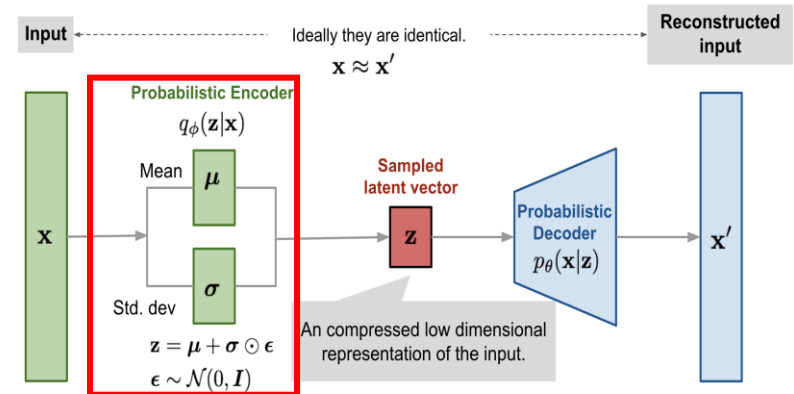 Input
Ideally they are identical.
x ≈ x′
Reconstructed
input
Probabilistic Encoder
qϕ(z|x)
Mean
μ
σ
Std. dev
z = μ + σ ⊙ ϵ
ϵ ∼ 𝒩(0, I)
x
Sampled
latent vector
z
An compressed low dimensional
representation of the input.
Probabilistic
Decoder
pθ(x|z)
x′